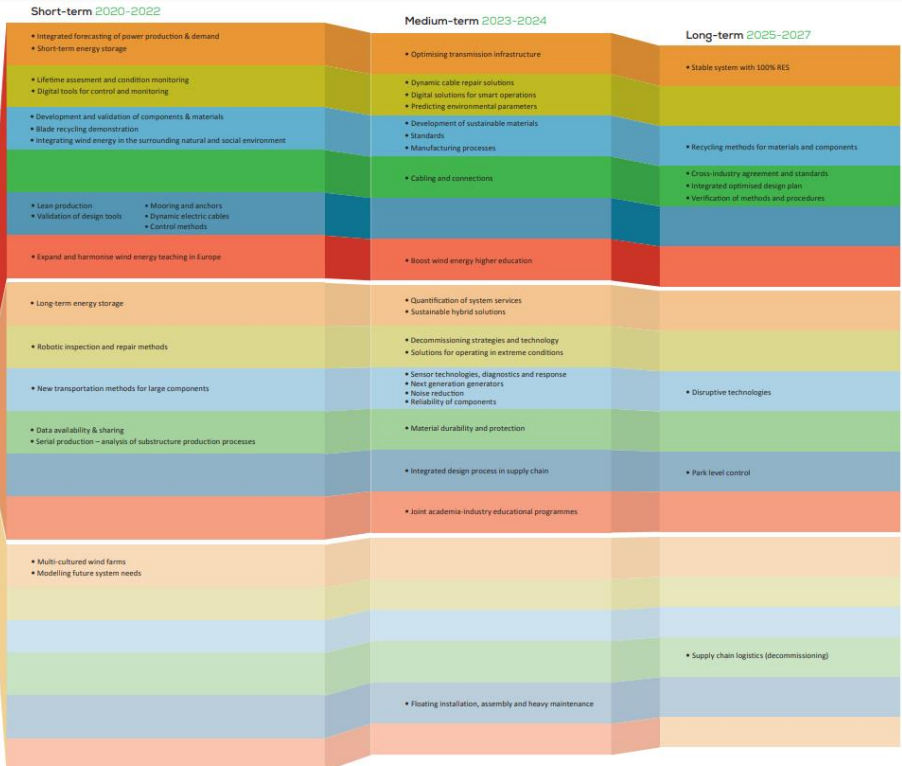 Short-term 2020-2022
• Integrated forecasting of power production & demand
• Short-term energy storage
• Lifetime assesment and condition monitoring
• Digital tools for control and monitoring
• Development and validation of components & materials
• Blade recycling demonstration
• Integrating wind energy in the surrounding natural and social environment
• Lean production
• Validation of design tools
• Mooring and anchors
• Dynamic electric cables
• Control methods
• Expand and harmonise wind energy teaching in Europe
• Long-term energy storage
• Robotic inspection and repair methods
• New transportation methods for large components
• Data availability & sharing
• Serial production – analysis of substructure production processes
• Multi-cultured wind farms
• Modelling future system needs
Medium-term 2023-2024
• Optimising transmission infrastructure
• Dynamic cable repair solutions
• Digital solutions for smart operations
• Predicting environmental parameters
• Development of sustainable materials
• Standards
• Manufacturing processes
• Cabling and connections
• Boost wind energy higher education
• Quantification of system services
• Sustainable hybrid solutions
• Decommissioning strategies and technology
• Solutions for operating in extreme conditions
• Sensor technologies, diagnostics and response
• Next generation generators
• Noise reduction
• Reliability of components
• Material durability and protection
• Integrated design process in supply chain
• Joint academia-industry educational programmes
• Floating installation, assembly and heavy maintenance
Long-term 2025-2027
• Stable system with 100% RES
• Recycling methods for materials and components
• Cross-industry agreement and standards
• Integrated optimised design plan
• Verification of methods and procedures
• Disruptive technologies
• Park level control
• Supply chain logistics (decommissioning)